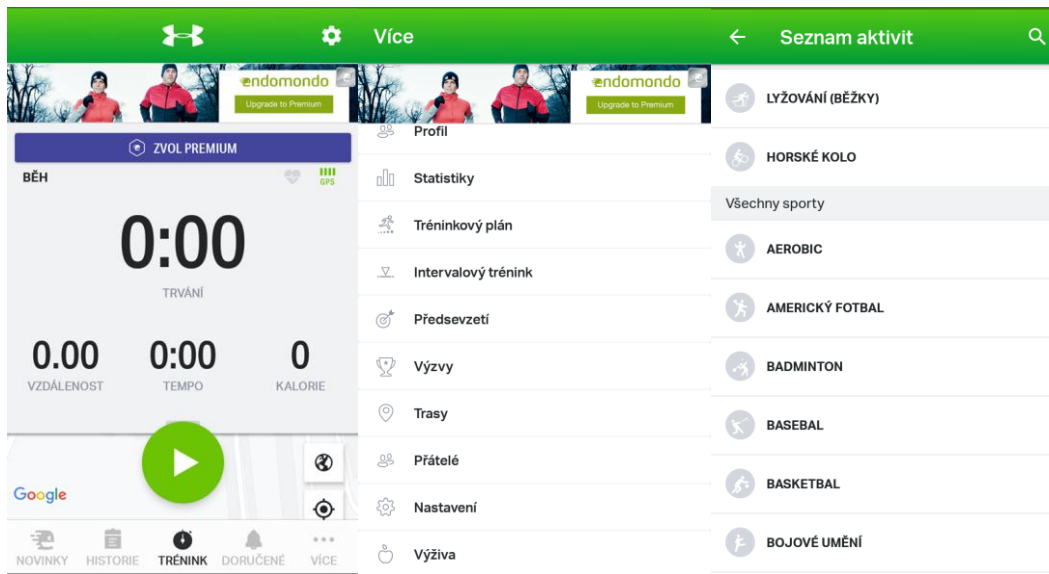 endomondo
Upgrade to Premium
ZVOL PREMIUM
BĚH
GPS
0:00
TRVÁNÍ
0.00 0:00 0
VZDÁLENOST TEMPO KALORIE
Google
NOVINKY HISTORIE TRÉNINK DORUČENÉ VÍCE
Více
endomondo
Upgrade to Premium
Profil
Statistiky
Tréninkový plán
Intervalový trénink
Předsevzetí
Výzvy
Trasy
Přátelé
Nastavení
Výživa
Seznam aktivit
LYŽOVÁNÍ (BĚŽKY)
HORSKÉ KOLO
Všechny sporty
AEROBIC
AMERICKÝ FOTBAL
BADMINTON
BASEBAL
BASKETBAL
BOJOVÉ UMĚNÍ